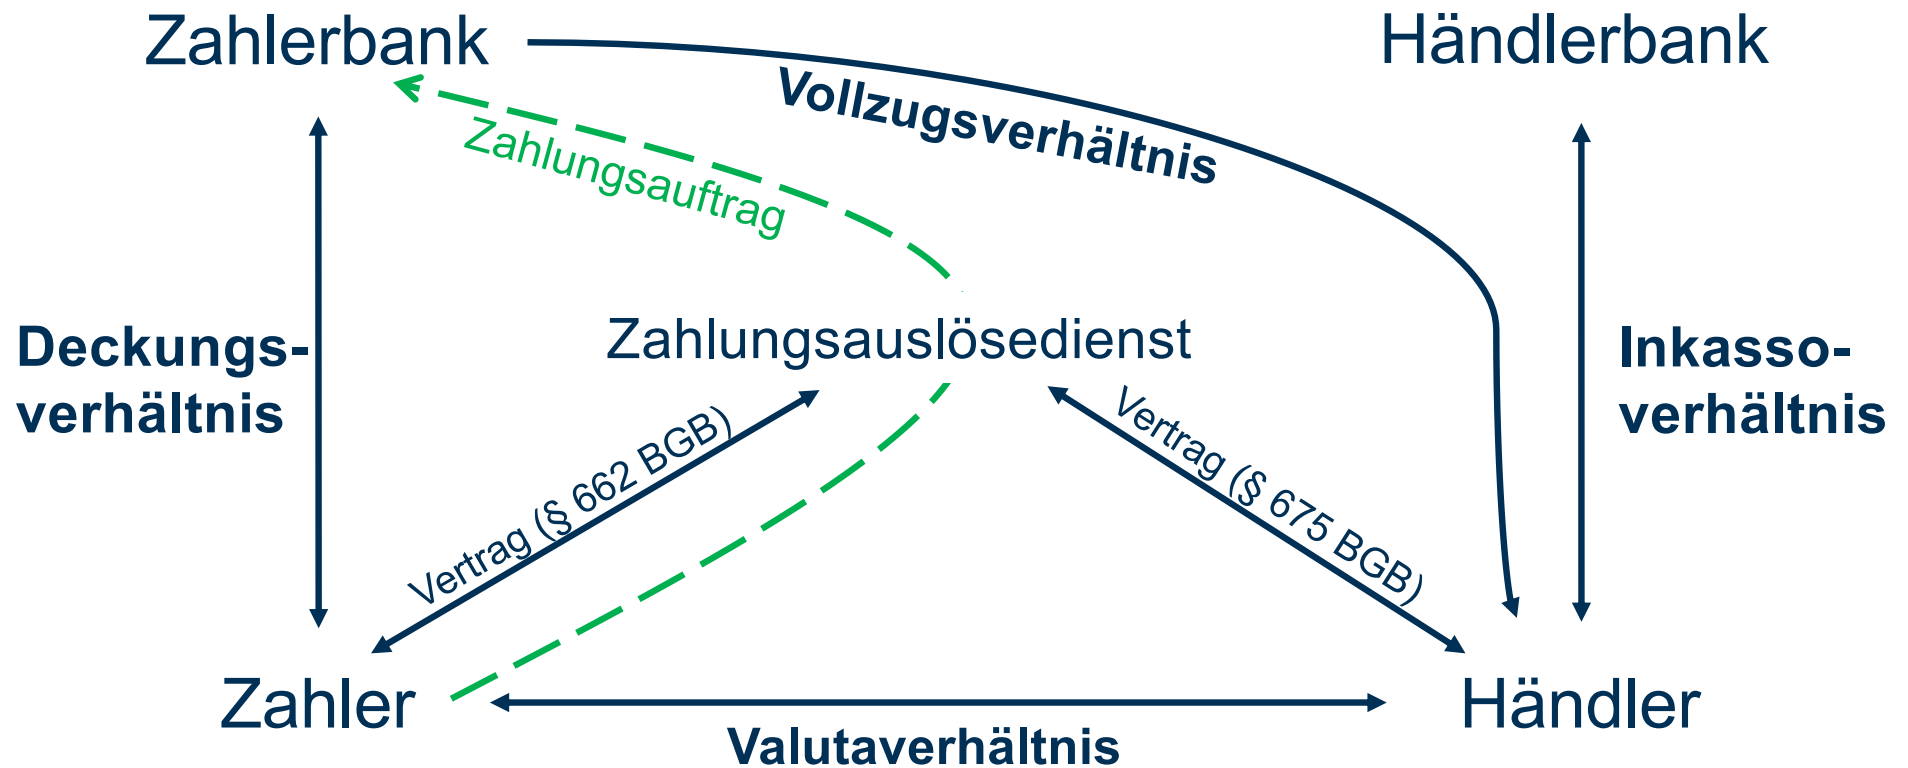 Zahlerbank
Händlerbank
Vollzugsverhältnis
Zahlungsauftrag
Zahlungsauslösedienst
Deckungs-
verhältnis
Inkasso-
verhältnis
Vertrag (§ 662 BGB)
Vertrag (§ 675 BGB)
Zahler
Händler
Valutaverhältnis